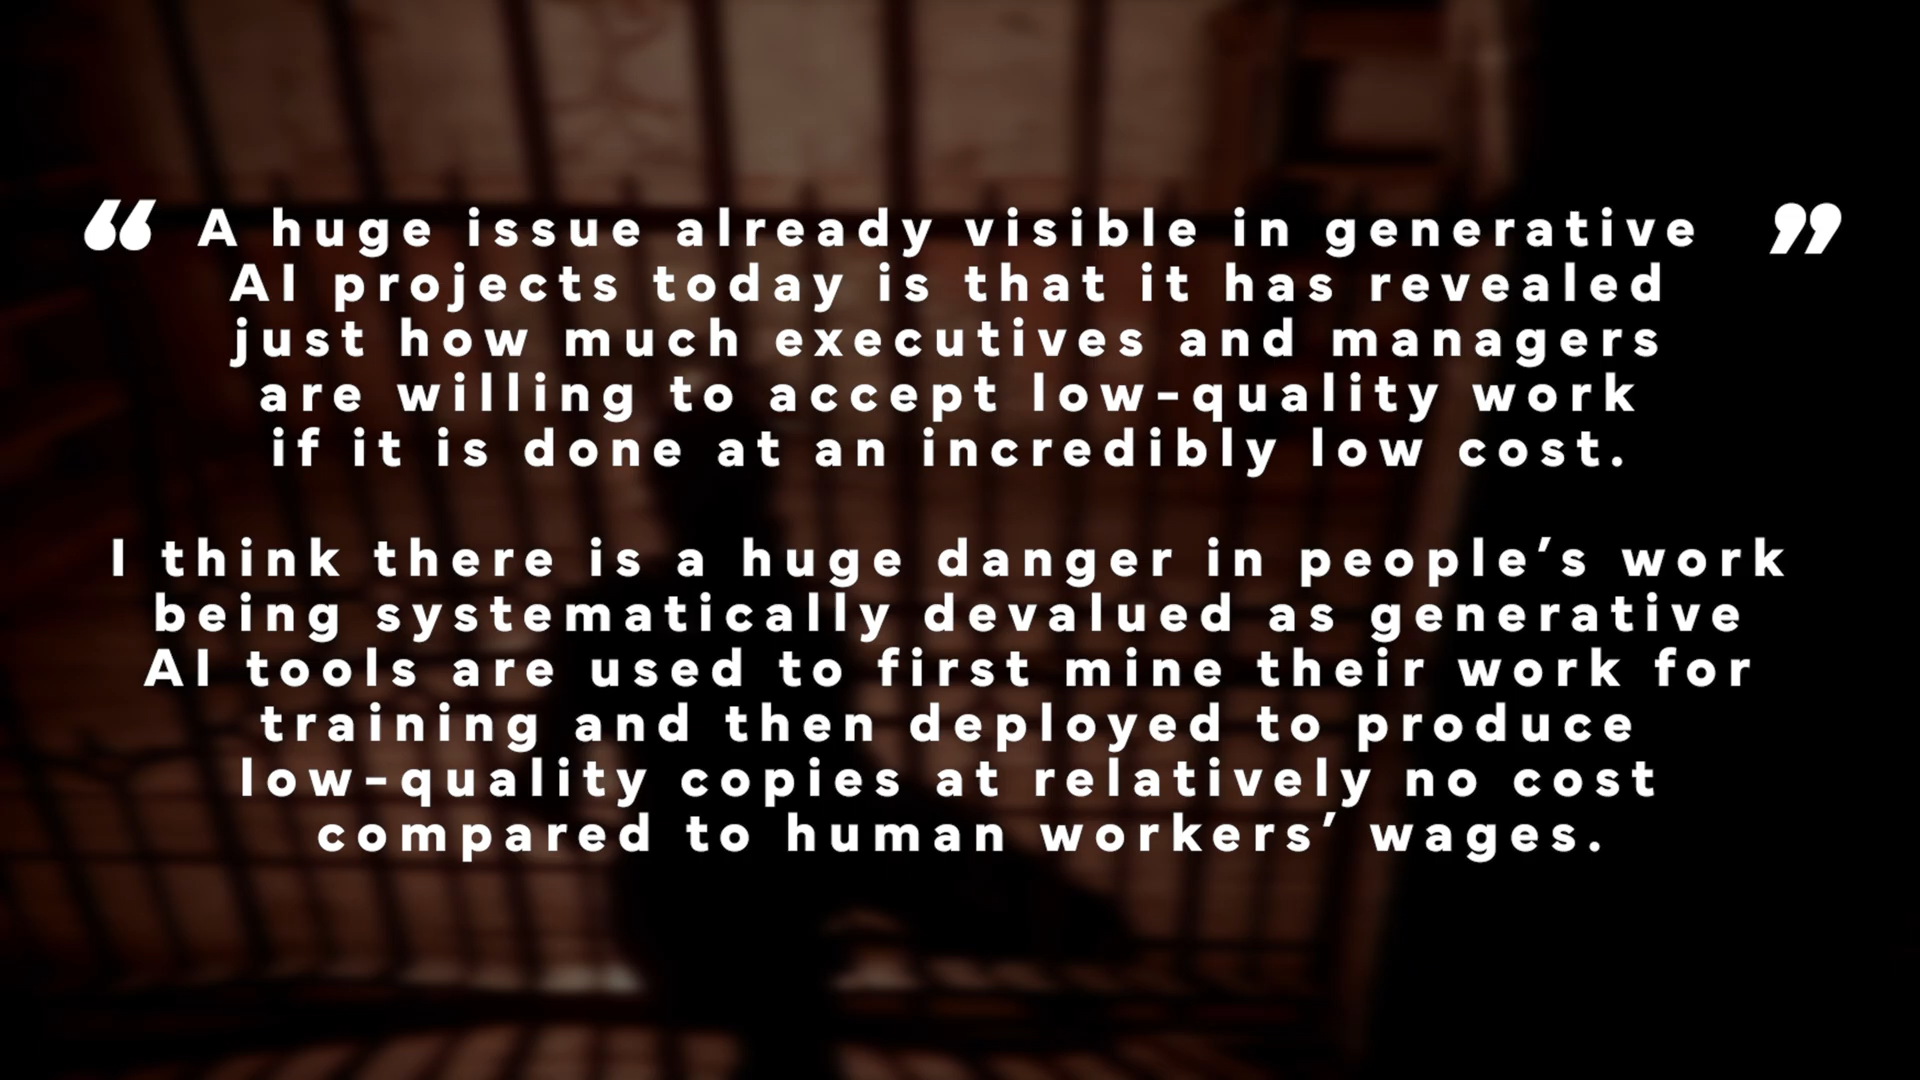 “ A huge issue already visible in generative ”
AI projects today is that it has revealed
just how much executives and managers
are willing to accept low-quality work
if it is done at an incredibly low cost.
I think there is a huge danger in people’s work
being systematically devalued as generative
AI tools are used to first mine their work for
training and then deployed to produce
low-quality copies at relatively no cost
compared to human workers’ wages.